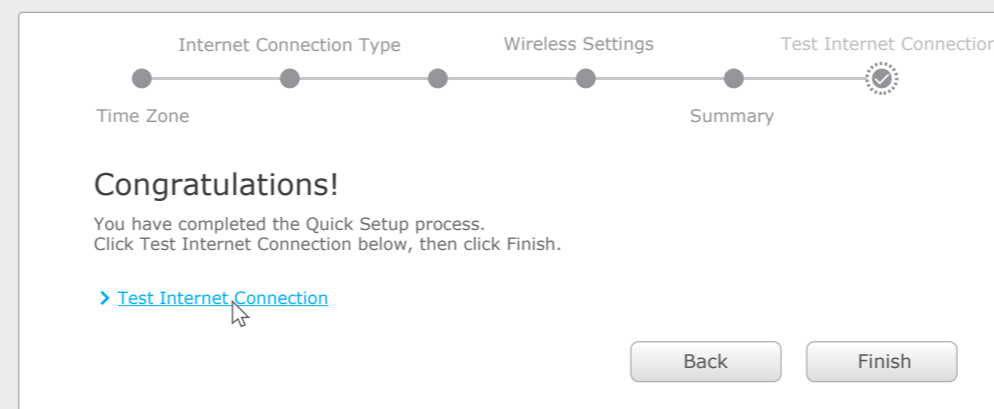 Internet Connection Type
Wireless Settings
Test Internet Connection
Time Zone
Summary
Congratulations!
You have completed the Quick Setup process.
Click Test Internet Connection below, then click Finish.
Test Internet Connection
Back
Finish